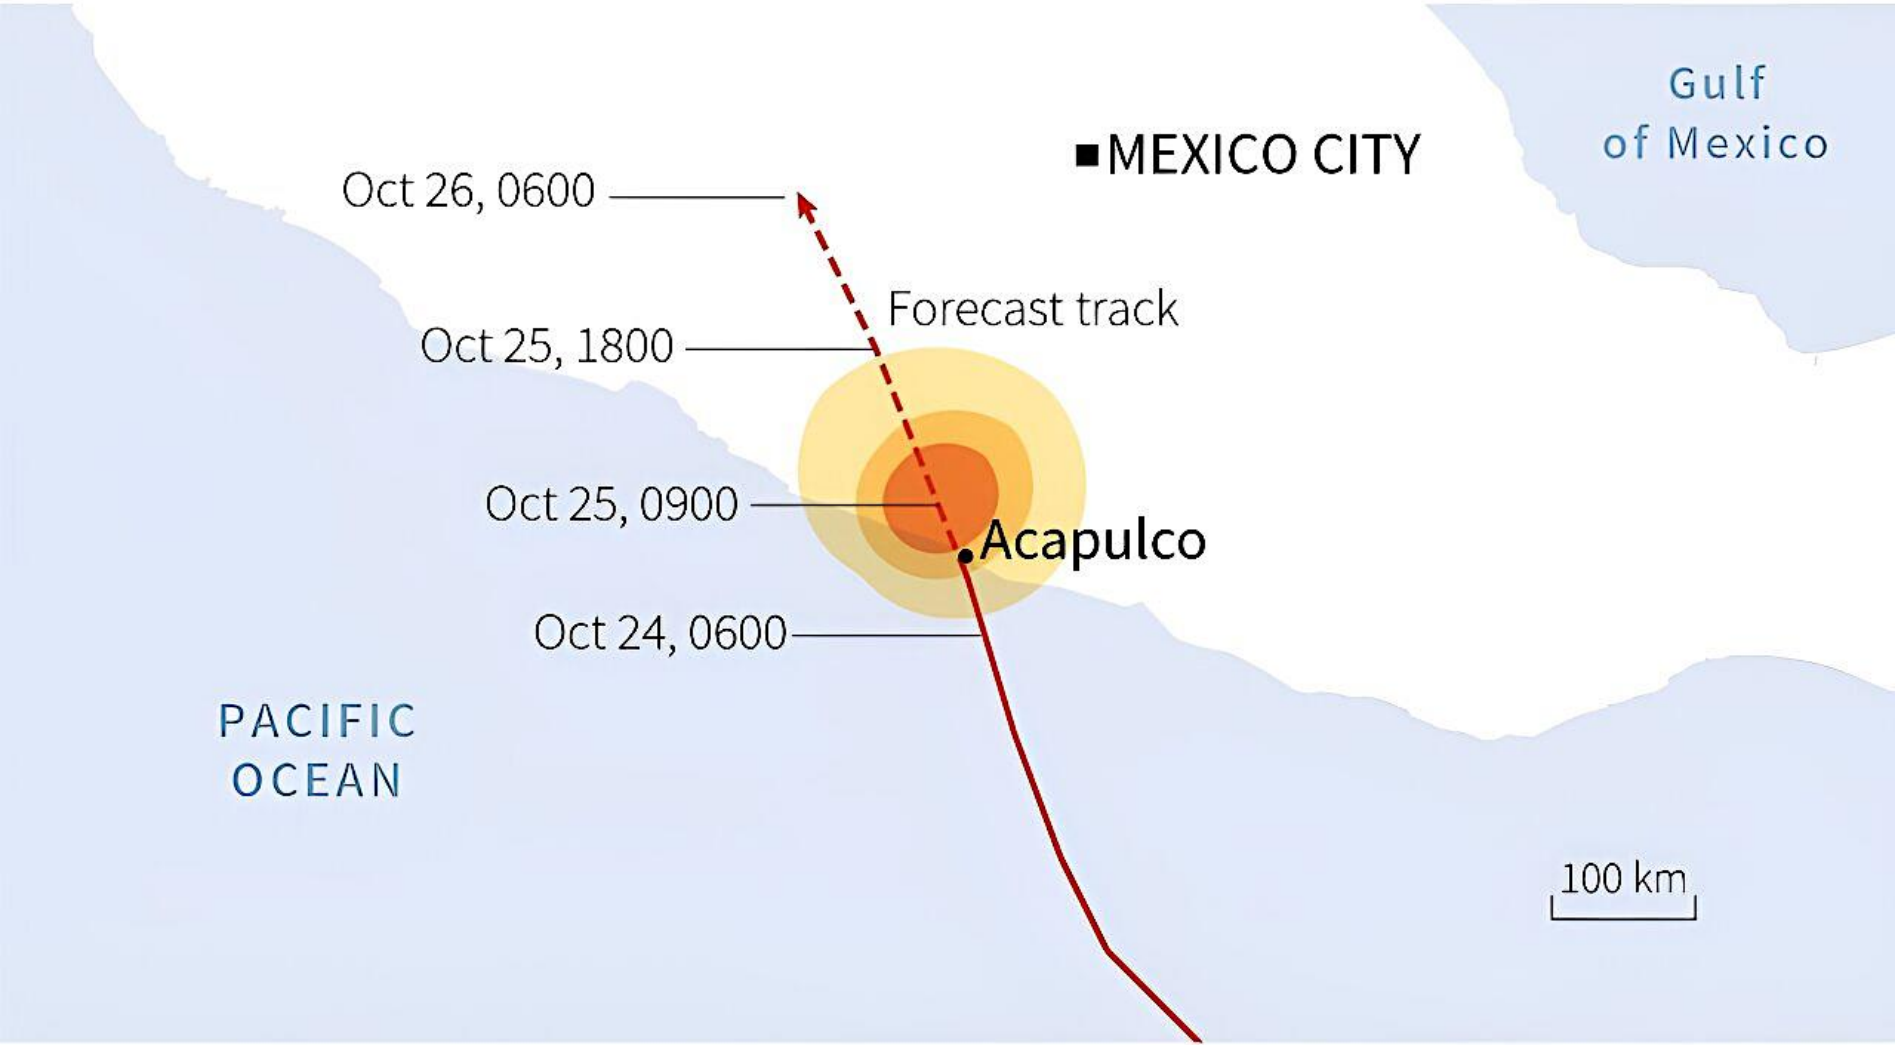 Gulf
of Mexico
MEXICO CITY
Oct 26, 0600
Forecast track
Oct 25, 1800
Oct 25, 0900
Acapulco
Oct 24, 0600
PACIFIC
OCEAN
100 km